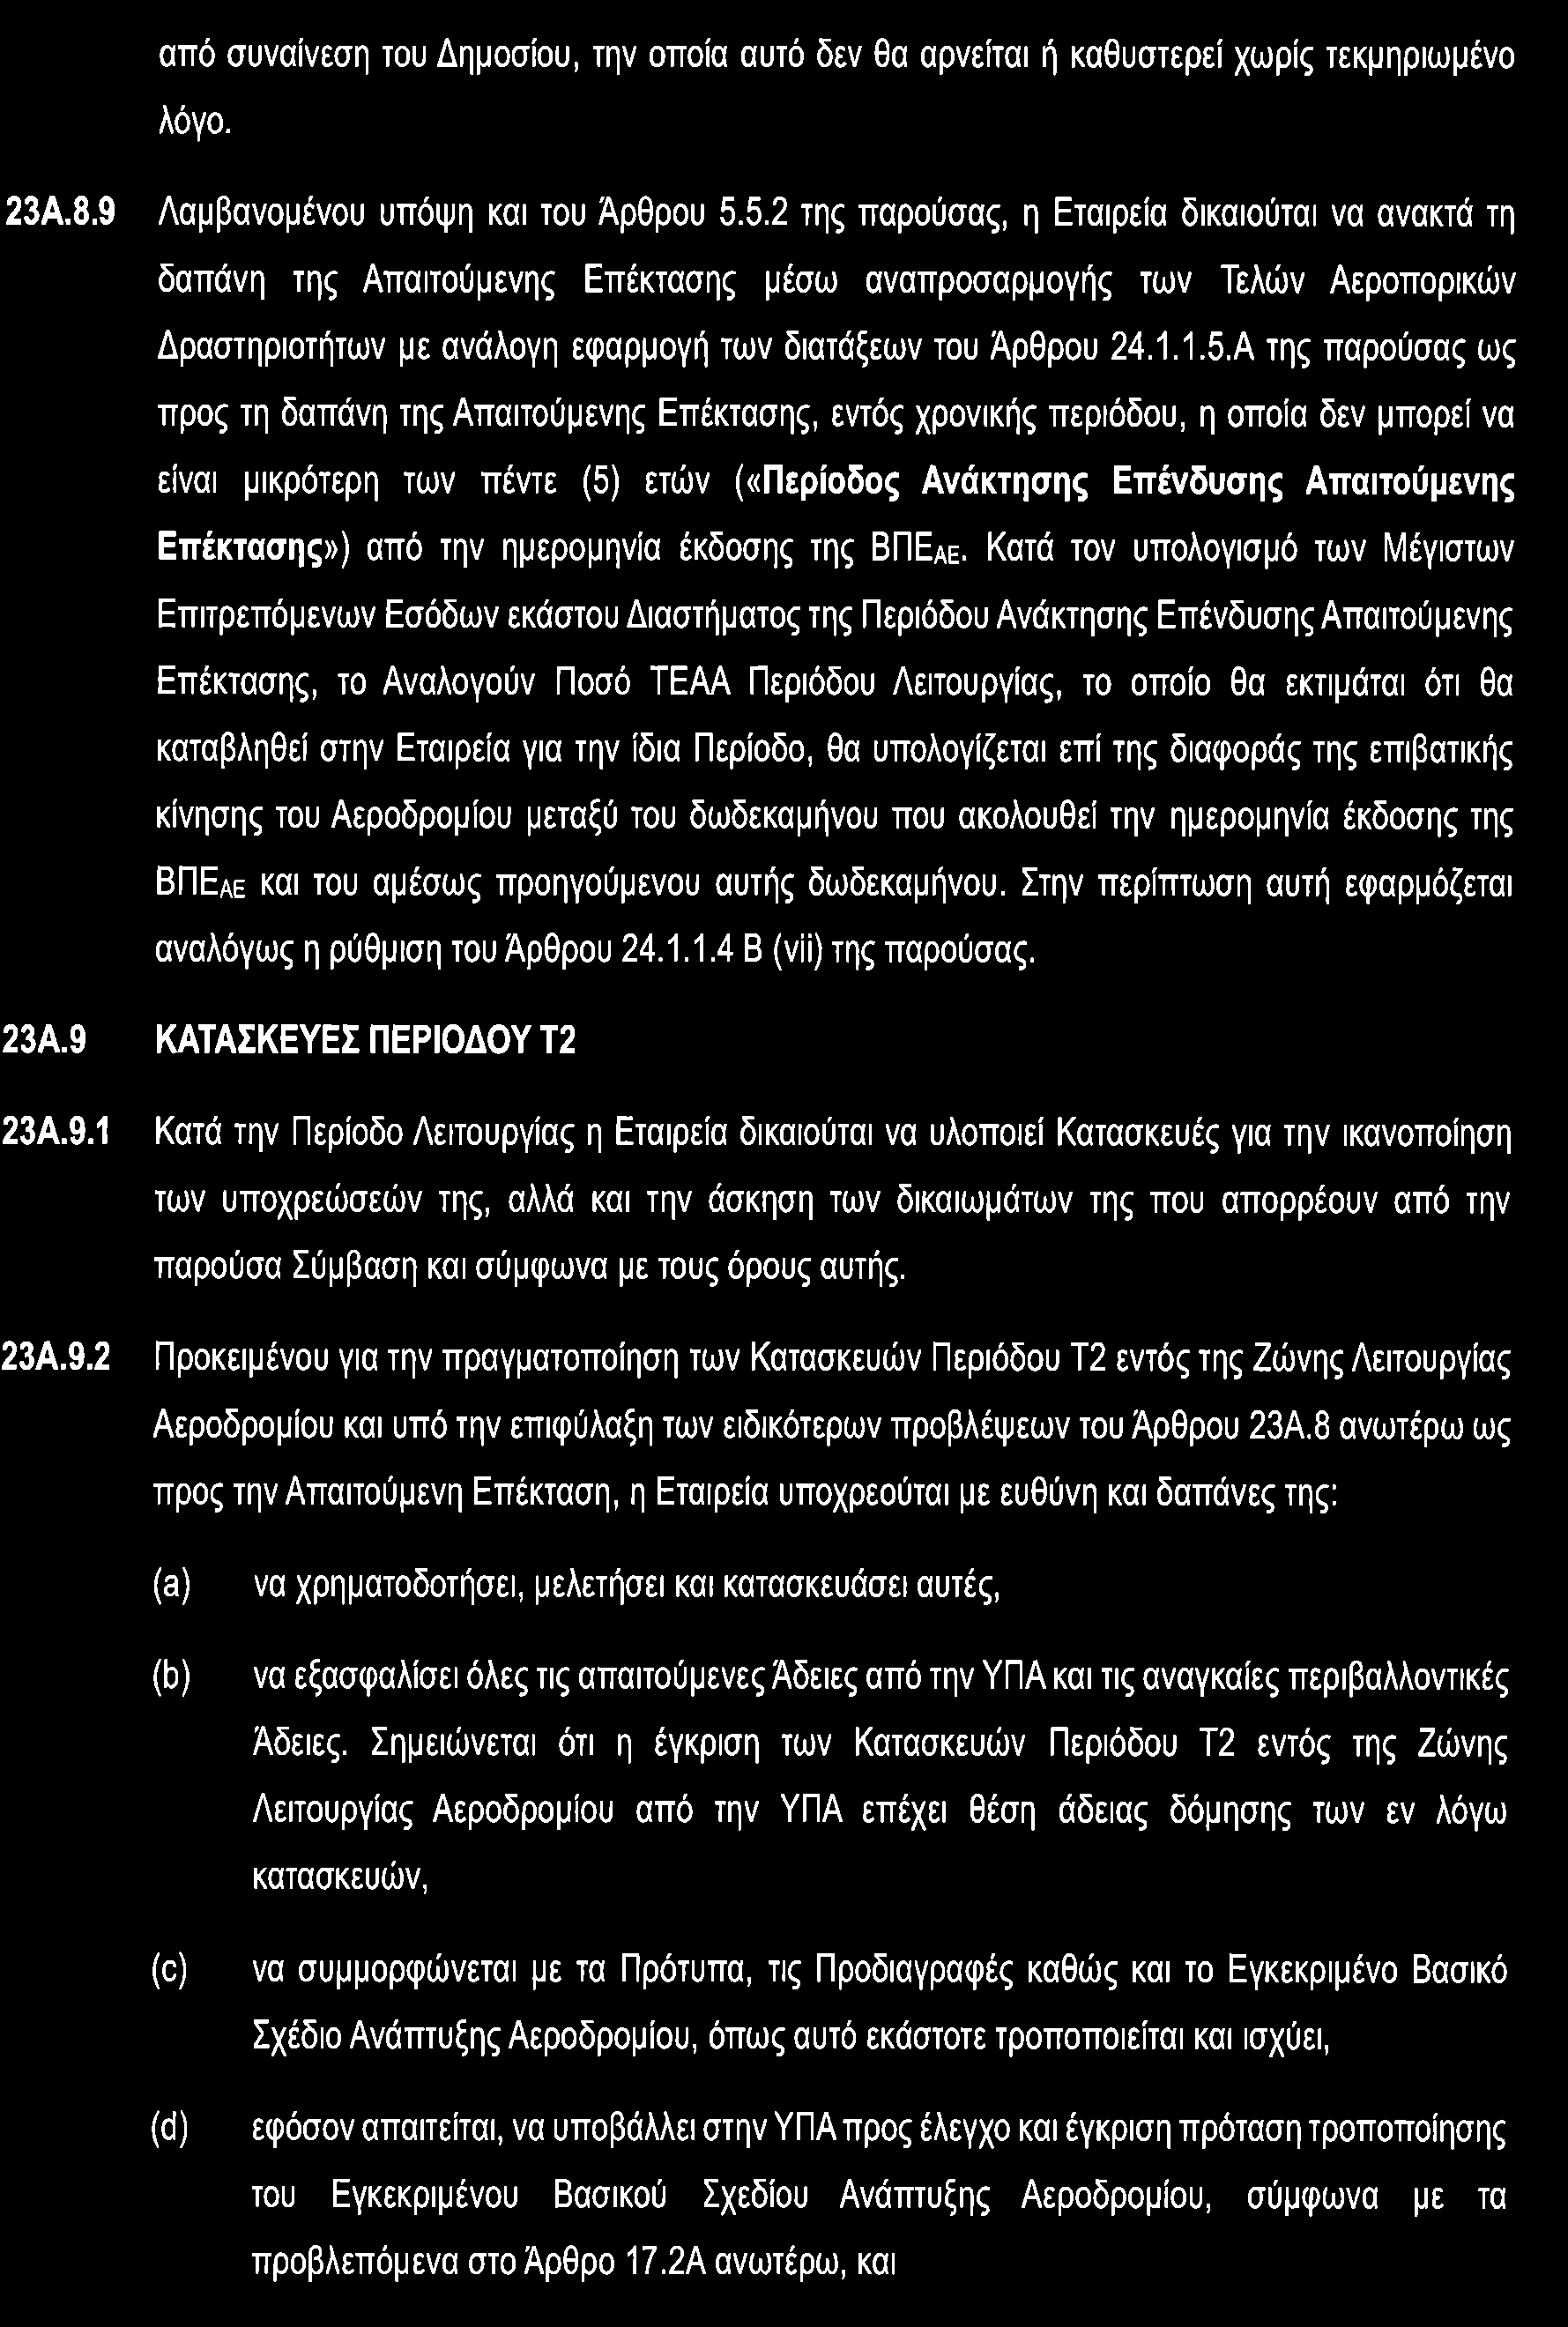 από συναίνεση του Δημοσίου, την οποία αυτό δεν θα αρνείται ή καθυστερεί χωρίς τεκμηριωμένο
λόγο.
23Α.8.9 Λαμβανομένου υπόψη και του Άρθρου 5.5.2 της παρούσας, η Εταιρεία δικαιούται να ανακτά τη
δαπάνη της Απαιτούμενης Επέκτασης μέσω αναπροσαρμογής των Τελών Αεροπορικών
Δραστηριοτήτων με ανάλογη εφαρμογή των διατάξεων του Άρθρου 24.1.1.5.Α της παρούσας ως
προς τη δαπάνη της Απαιτούμενης Επέκτασης, εντός χρονικής περιόδου, η οποία δεν μπορεί να
είναι μικρότερη των πέντε (5) ετών («Περίοδος Ανάκτησης Επένδυσης Απαιτούμενης
Επέκτασης») από την ημερομηνία έκδοσης της ΒΠΕΑΕ. Κατά τον υπολογισμό των Μέγιστων
Επιτρεπόμενων Εσόδων εκάστου Διαστήματος της Περιόδου Ανάκτησης Επένδυσης Απαιτούμενης
Επέκτασης, το Αναλογούν Ποσό ΤΕΑΑ Περιόδου Λειτουργίας, το οποίο θα εκτιμάται ότι θα
καταβληθεί στην Εταιρεία για την ίδια Περίοδο, θα υπολογίζεται επί της διαφοράς της επιβατικής
κίνησης του Αεροδρομίου μεταξύ του δωδεκαμήνου που ακολουθεί την ημερομηνία έκδοσης της
ΒΠΕΑΕ και του αμέσως προηγούμενου αυτής δωδεκαμήνου. Στην περίπτωση αυτή εφαρμόζεται
αναλόγως η ρύθμιση του Άρθρου 24.1.1.4 Β (vii) της παρούσας.
23Α.9 ΚΑΤΑΣΚΕΥΕΣ ΠΕΡΙΟΔΟΥ Τ2
23Α.9.1 Κατά την Περίοδο Λειτουργίας η Εταιρεία δικαιούται να υλοποιεί Κατασκευές για την ικανοποίηση
των υποχρεώσεών της, αλλά και την άσκηση των δικαιωμάτων της που απορρέουν από την
παρούσα Σύμβαση και σύμφωνα με τους όρους αυτής.
23Α.9.2 Προκειμένου για την πραγματοποίηση των Κατασκευών Περιόδου Τ2 εντός της Ζώνης Λειτουργίας
Αεροδρομίου και υπό την επιφύλαξη των ειδικότερων προβλέψεων του Άρθρου 23Α.8 ανωτέρω ως
προς την Απαιτούμενη Επέκταση, η Εταιρεία υποχρεούται με ευθύνη και δαπάνες της:
(a) να χρηματοδοτήσει, μελετήσει και κατασκευάσει αυτές,
(b) να εξασφαλίσει όλες τις απαιτούμενες Άδειες από την ΥΠΑ και τις αναγκαίες περιβαλλοντικές
Άδειες. Σημειώνεται ότι η έγκριση των Κατασκευών Περιόδου Τ2 εντός της Ζώνης
Λειτουργίας Αεροδρομίου από την ΥΠΑ επέχει θέση άδειας δόμησης των εν λόγω
κατασκευών,
(c) να συμμορφώνεται με τα Πρότυπα, τις Προδιαγραφές καθώς και το Εγκεκριμένο Βασικό
Σχέδιο Ανάπτυξης Αεροδρομίου, όπως αυτό εκάστοτε τροποποιείται και ισχύει,
(d) εφόσον απαιτείται, να υποβάλλει στην ΥΠΑ προς έλεγχο και έγκριση πρόταση τροποποίησης
του Εγκεκριμένου Βασικού Σχεδίου Ανάπτυξης Αεροδρομίου, σύμφωνα με τα
προβλεπόμενα στο Άρθρο 17.2Α ανωτέρω, και